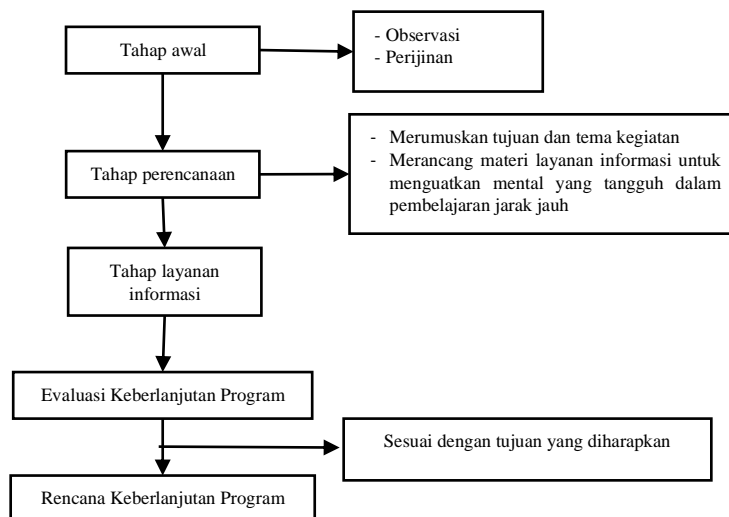 Tahap awal
- Observasi
- Perijinan
Tahap perencanaan
- Merumuskan tujuan dan tema kegiatan
- Merancang materi layanan informasi untuk
menguatkan mental yang tangguh dalam
pembelajaran jarak jauh
Tahap layanan
informasi
Evaluasi Keberlanjutan Program
Sesuai dengan tujuan yang diharapkan
Rencana Keberlanjutan Program